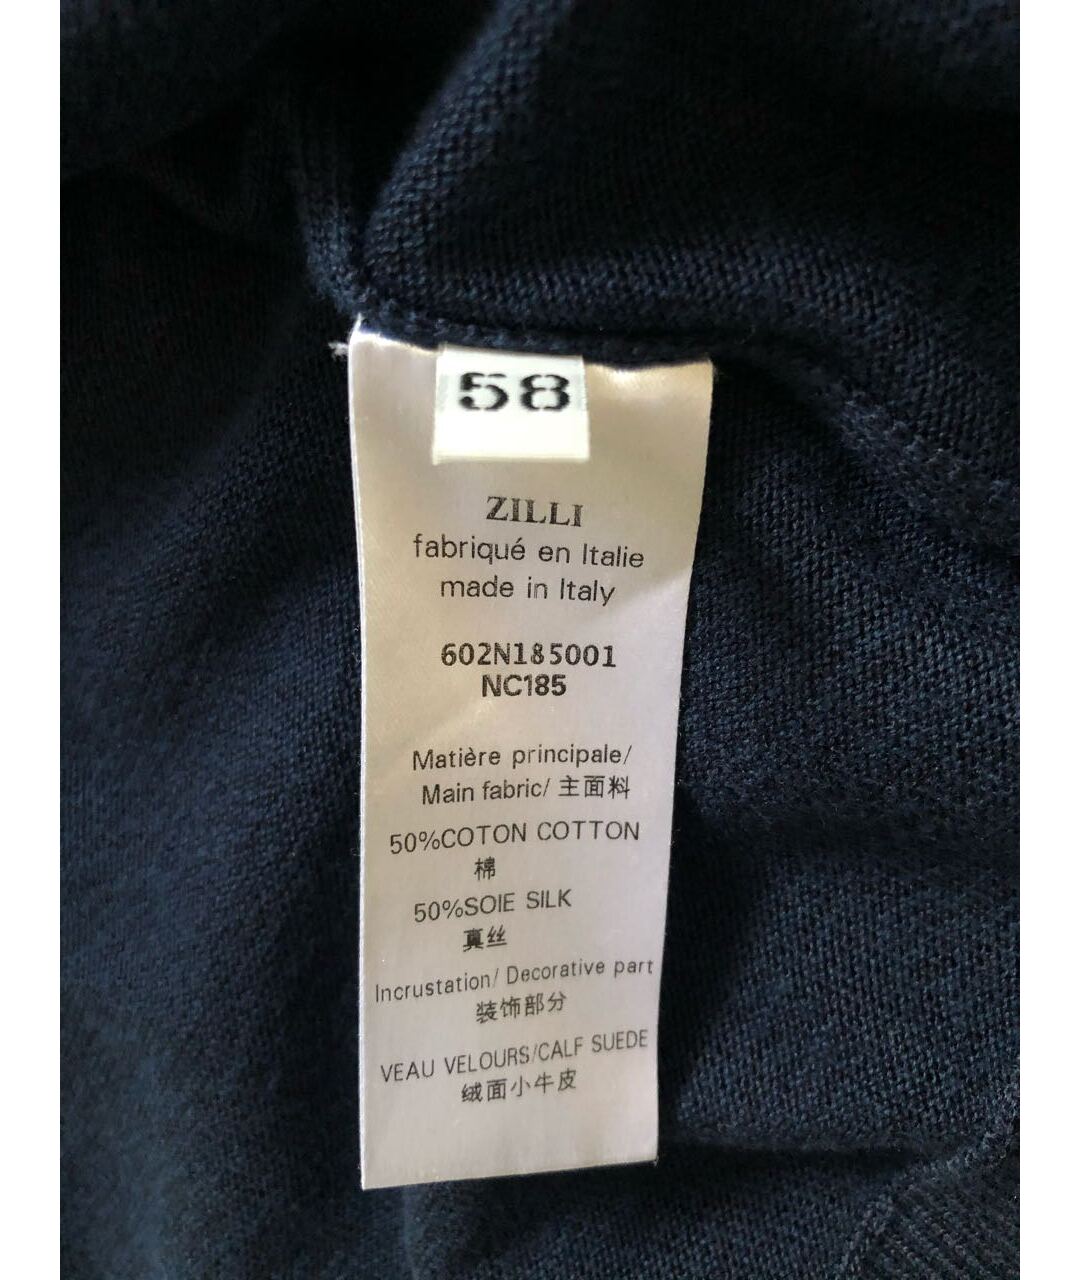 58
ZILLI
fabriqué en Italie
made in Italy
602N185001
NC185
Matière principale/
Main fabric/ 主面料
50%COTON COTTON
棉
50%SOIE SILK
真丝
Incrustation/ Decorative part
装饰部分
VEAU VELOURS/CALF SUEDE
绒面小牛皮